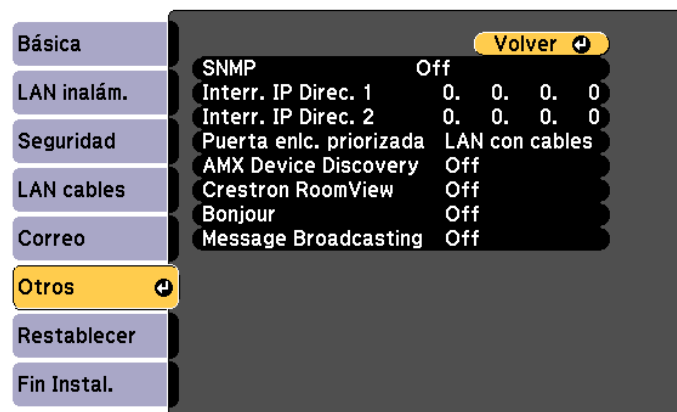 Básica
LAN inalám.
Seguridad
LAN cables
Correo
Otros
Restablecer
Fin Instal.
Volver
SNMP Off
Interr. IP Direc. 1 0. 0. 0. 0
Interr. IP Direc. 2 0. 0. 0. 0
Puerta enlc. priorizada LAN con cables
AMX Device Discovery Off
Crestron RoomView Off
Bonjour Off
Message Broadcasting Off